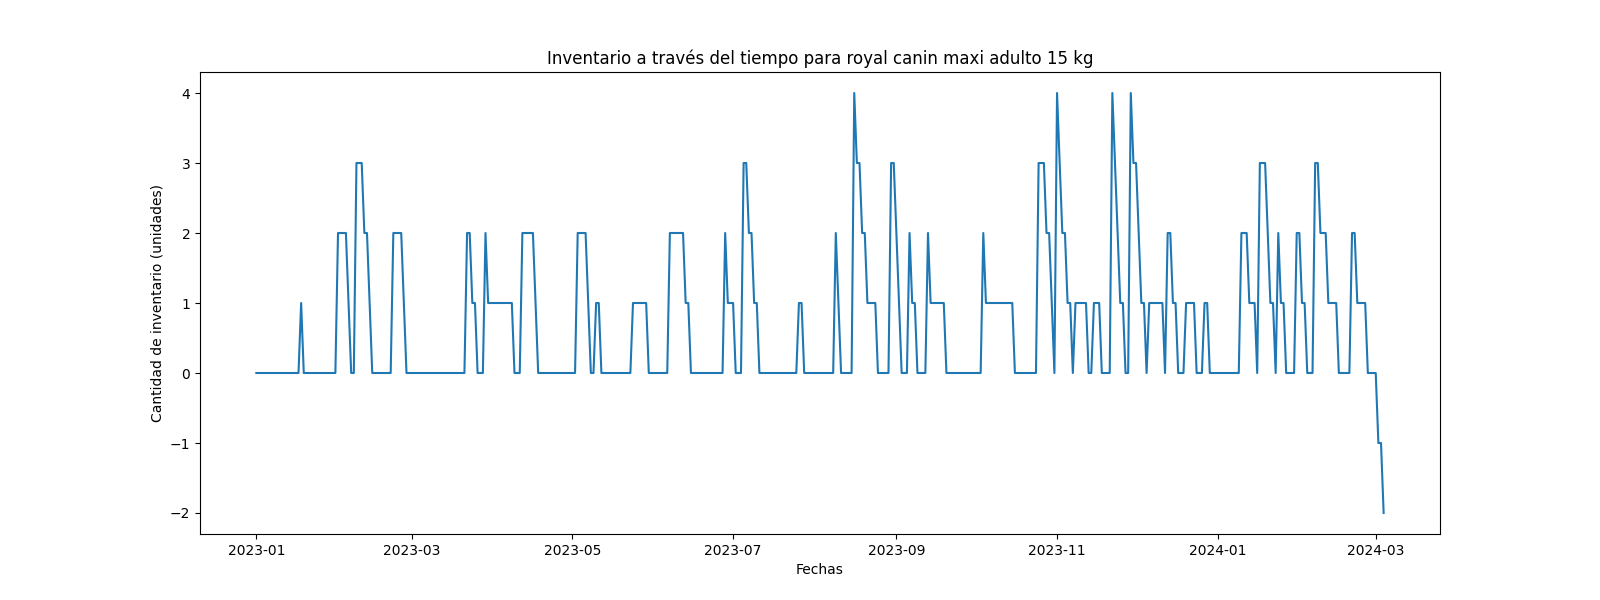 Inventario a través del tiempo para royal canin maxi adulto 15 kg
Cantidad de inventario (unidades)
4
3
2
1
0
−1
−2
2023-01 2023-03 2023-05 2023-07 2023-09 2023-11 2024-01 2024-03
Fechas